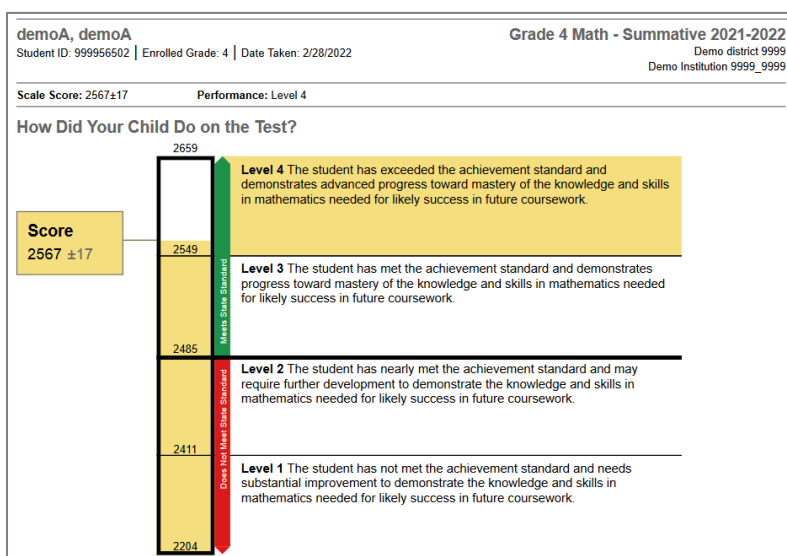 demoA, demoA
Grade 4 Math - Summative 2021-2022
Student ID: 999956502 | Enrolled Grade: 4 | Date Taken: 2/28/2022
Demo district 9999
Demo Institution 9999_9999
Scale Score: 2567±17
Performance: Level 4
How Did Your Child Do on the Test?
2659
Level 4 The student has exceeded the achievement standard and
demonstrates advanced progress toward mastery of the knowledge and skills
in mathematics needed for likely success in future coursework.
Score
2567 ±17
2549
Level 3 The student has met the achievement standard and demonstrates
progress toward mastery of the knowledge and skills in mathematics needed
for likely success in future coursework.
Meets State Standard
2485
Level 2 The student has nearly met the achievement standard and may
require further development to demonstrate the knowledge and skills in
mathematics needed for likely success in future coursework.
Does Not Meet State Standard
2411
Level 1 The student has not met the achievement standard and needs
substantial improvement to demonstrate the knowledge and skills in
mathematics needed for likely success in future coursework.
2204